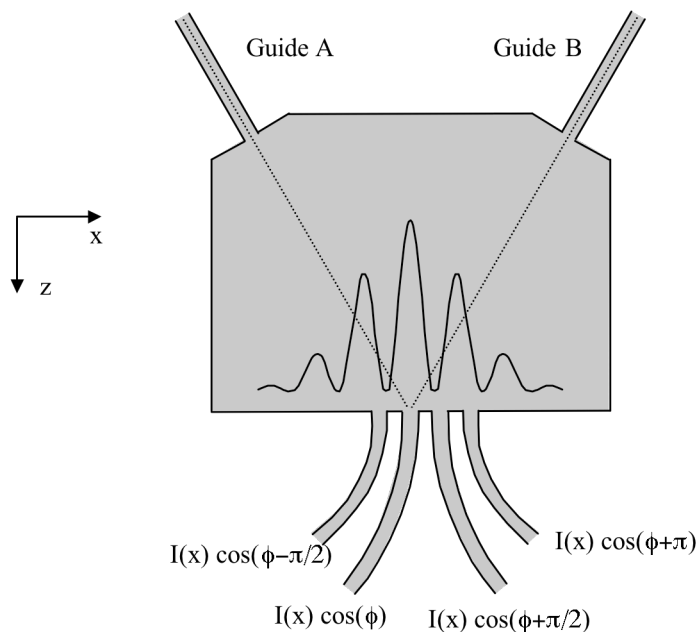 Guide A
Guide B
x
z
I(x) cos(ϕ−π/2)
I(x) cos(ϕ+π)
I(x) cos(ϕ)
I(x) cos(ϕ+π/2)